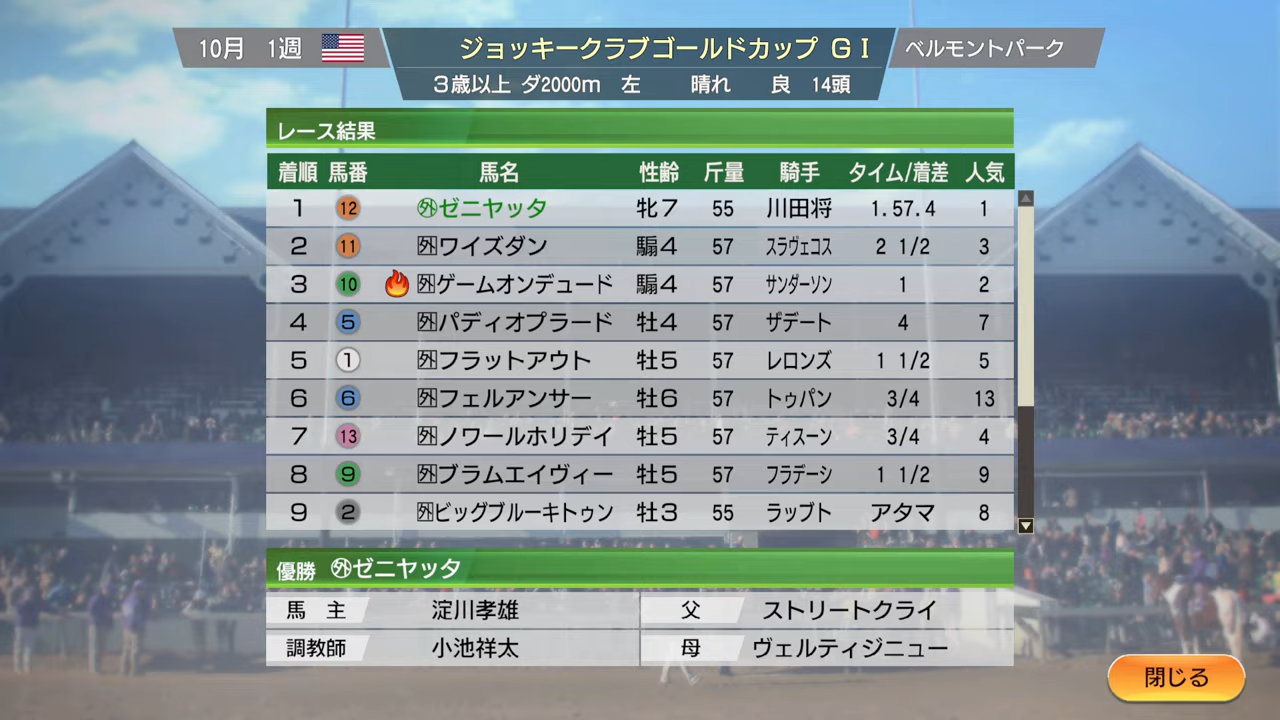 10月 1週 ジョッキークラブゴールドカップ GⅠ ベルモントパーク
3歳以上 ダ2000m 左 晴れ 良 14頭
レース結果
着順 馬番 馬名 性齢 斤量 騎手 タイム/着差 人気
1 12 外ゼニヤッタ 牝7 55 川田将 1.57.4 1
2 11 外ワイズダン 騸4 57 スラヴェコス 2 1/2 3
3 10 外ゲームオンデュード 騸4 57 サンダーソン 1 2
4 5 外パディオプラード 牡4 57 ザデート 4 7
5 1 外フラットアウト 牡5 57 レロンズ 1 1/2 5
6 6 外フェルアンサー 牡6 57 トゥパン 3/4 13
7 13 外ノワールホリデイ 牡5 57 ティスーン 3/4 4
8 9 外ブラムエイヴィー 牡5 57 フラデーシ 1 1/2 9
9 2 外ビッグブルーキトゥン 牡3 55 ラップト アタマ 8
優勝 外ゼニヤッタ
馬主 淀川孝雄 父 ストリートクライ
調教師 小池祥太 母 ヴェルティジニュー
閉じる